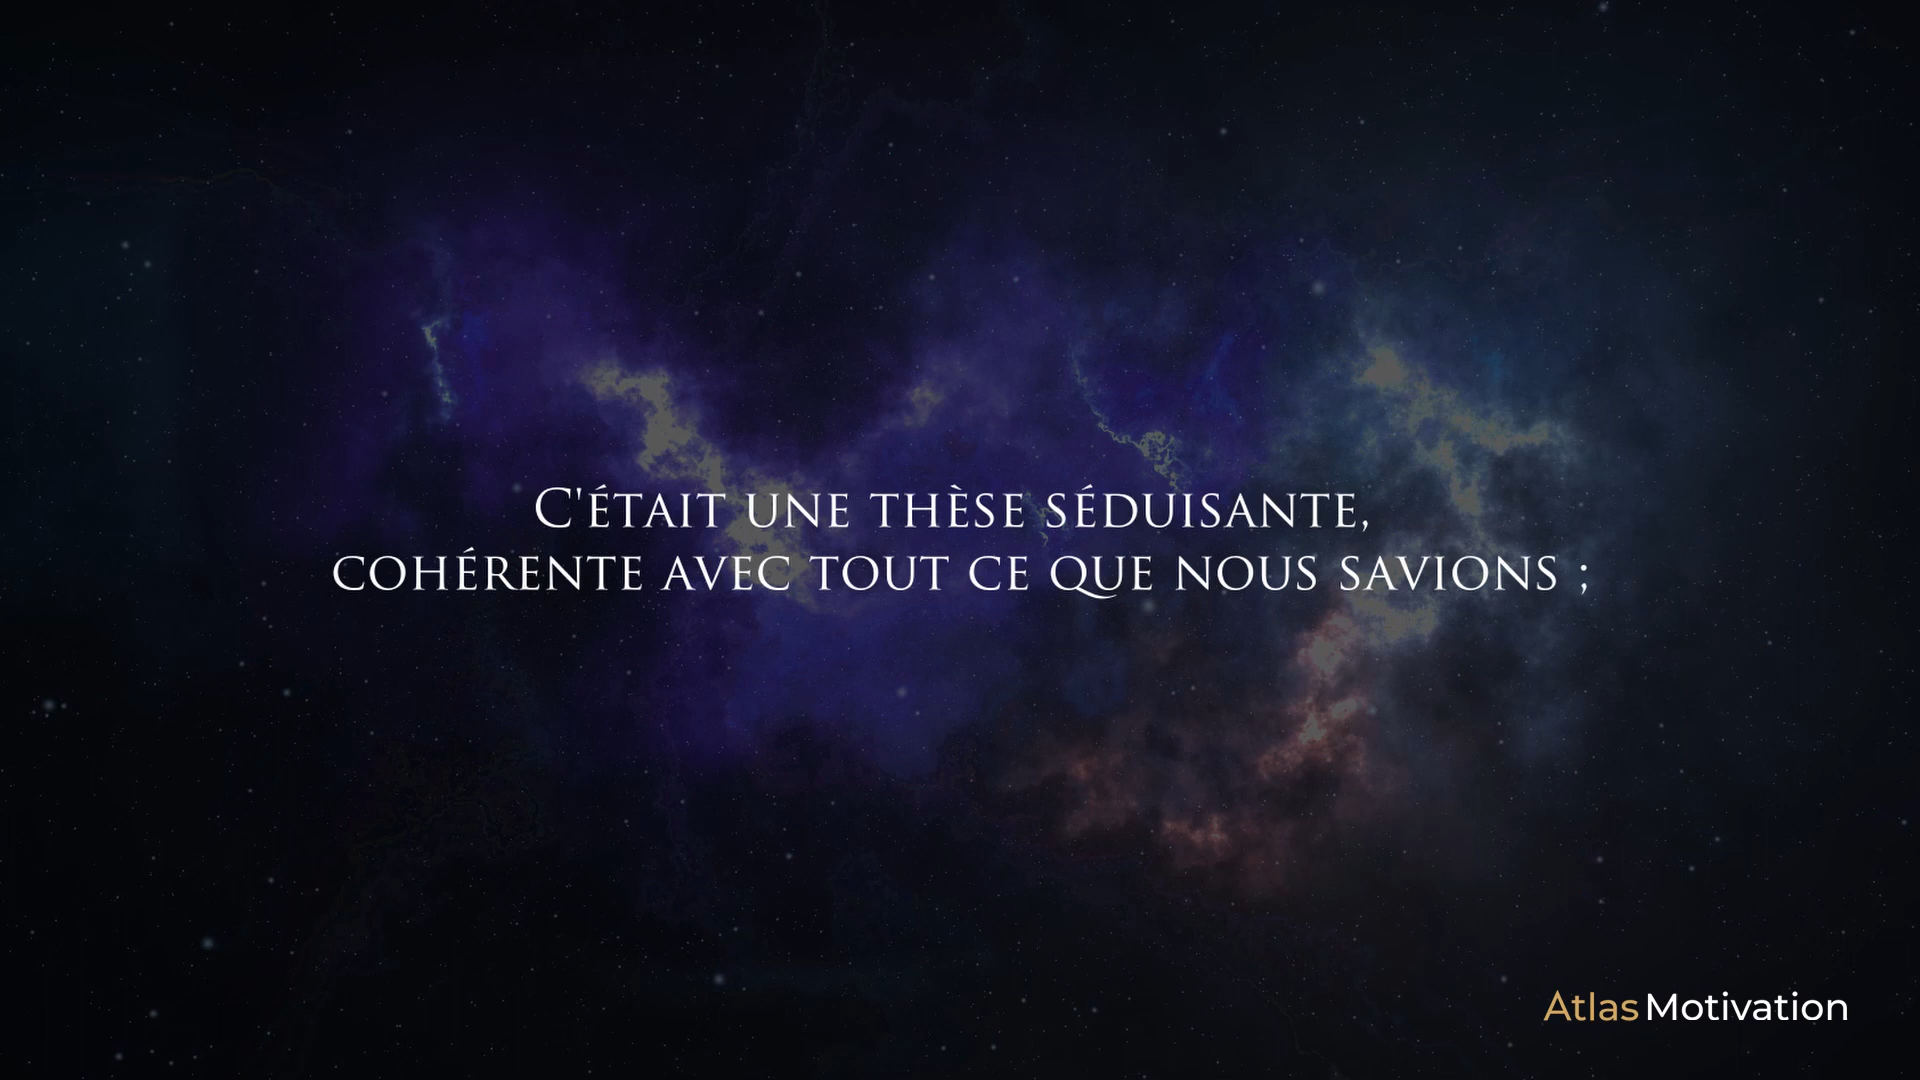 C'ÉTAIT UNE THÈSE SÉDUISANTE,
COHÉRENTE AVEC TOUT CE QUE NOUS SAVIONS ;
Atlas Motivation